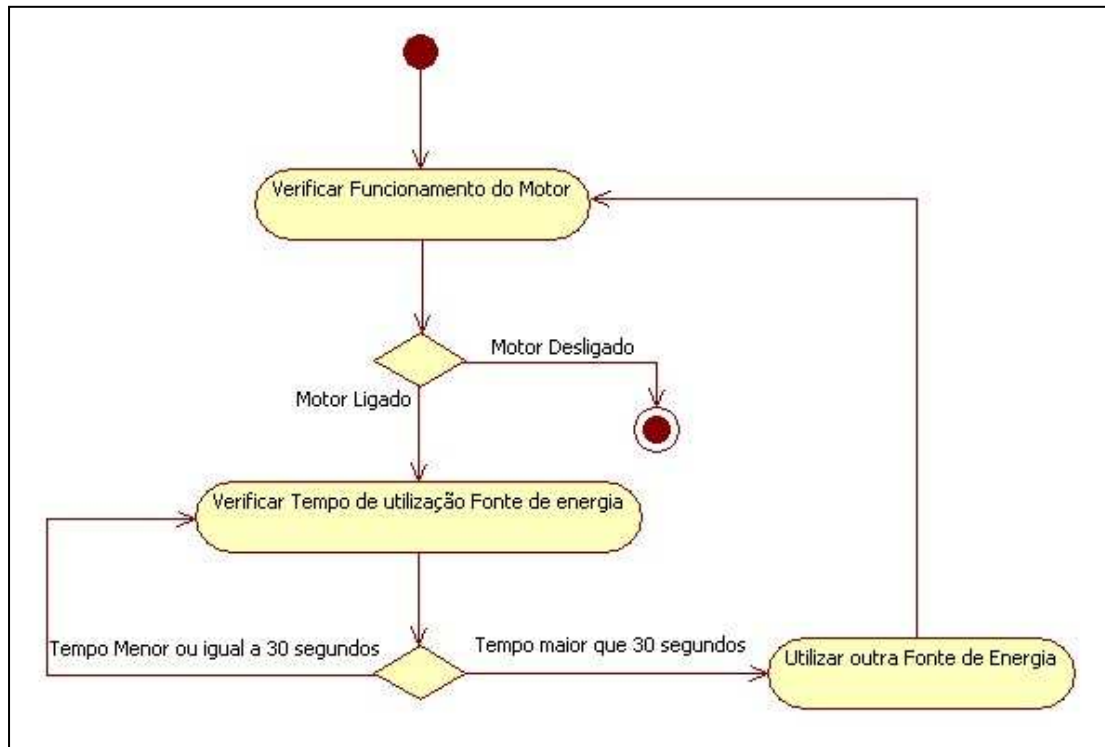 Verificar Funcionamento do Motor
Motor Desligado
Motor Ligado
Verificar Tempo de utilização Fonte de energia
Tempo Menor ou igual a 30 segundos
Tempo maior que 30 segundos
Utilizar outra Fonte de Energia